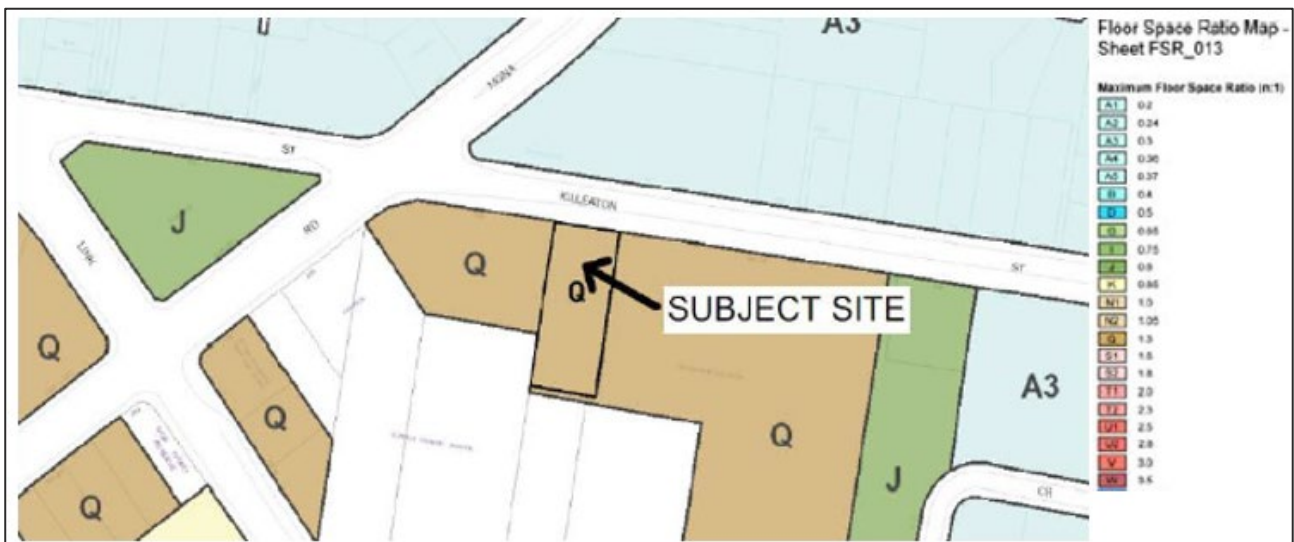 A3
Floor Space Ratio Map -
Sheet FSR_013
Maximum Floor Space Ratio (n:1)
A1 0.2
A2 0.24
A3 0.3
A4 0.36
A5 0.37
B 0.4
D 0.5
G 0.65
I 0.75
J 0.8
K 0.85
N1 1.0
N2 1.05
Q 1.3
S1 1.5
S2 1.8
T1 2.0
T2 2.3
U1 2.5
U2 2.8
V 3.0
W 3.5
MONA
ST
KILLEATON
J
RD
LINK
Q
Q
SUBJECT SITE
ST
Q
Q
A3
Q
J
Q
CR